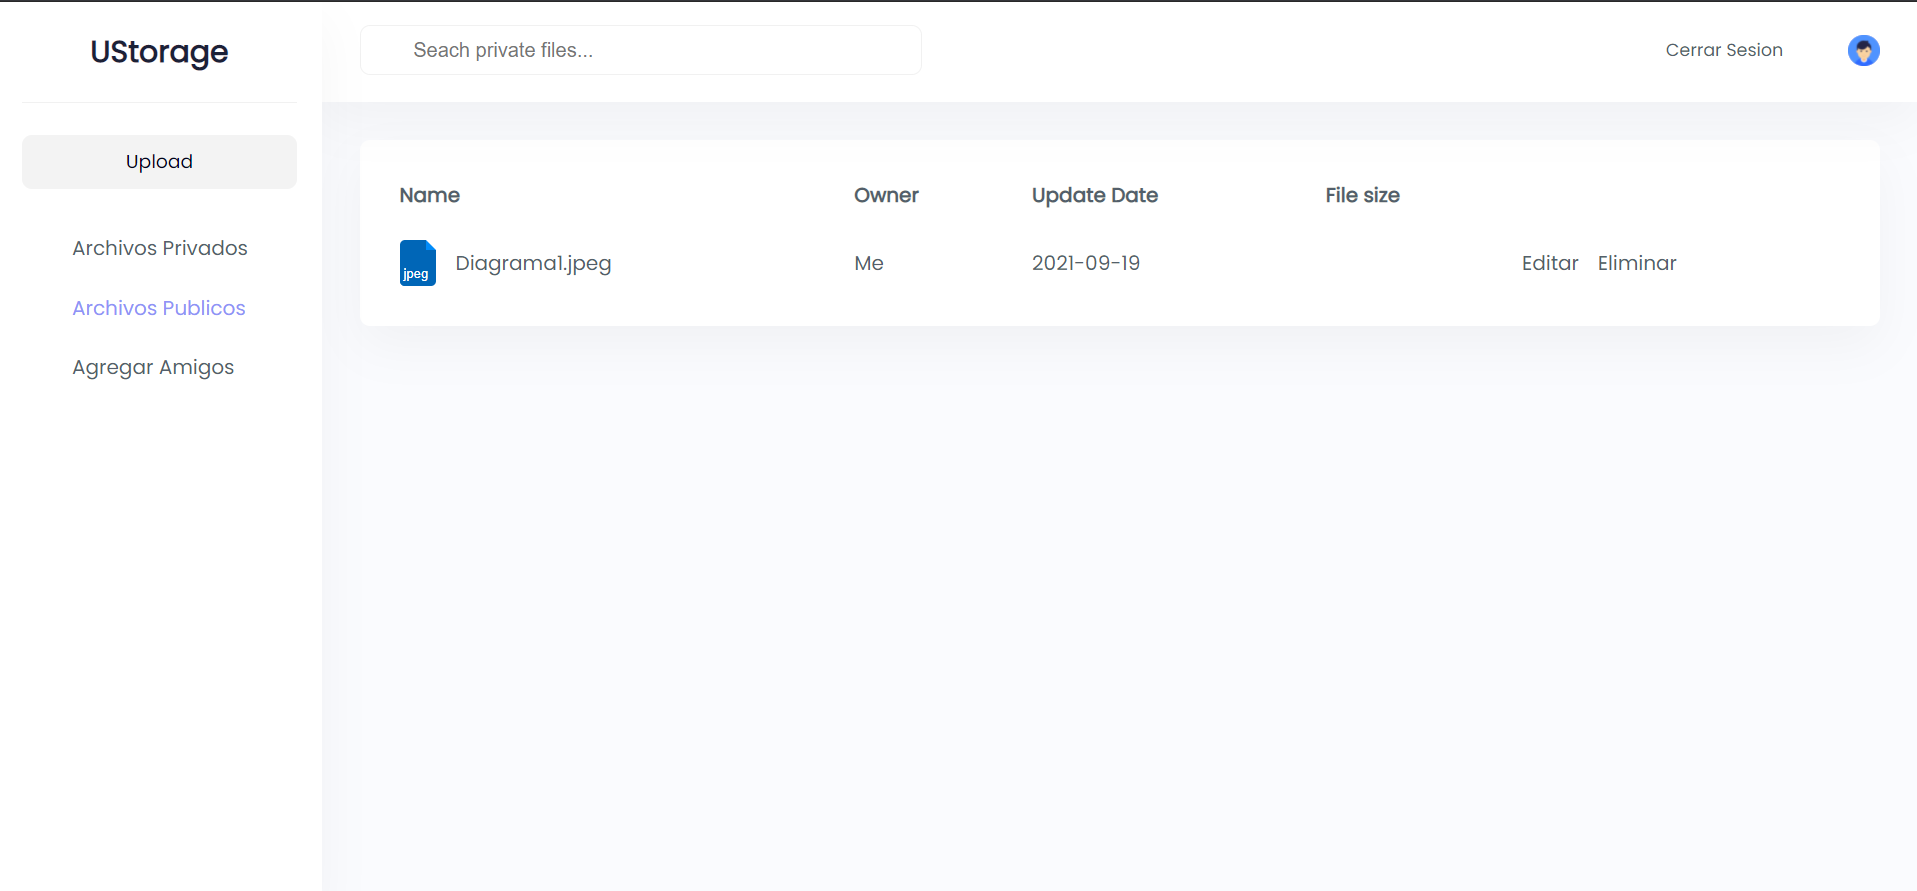 UStorage
Seach private files...
Cerrar Sesion
Upload
Archivos Privados
Archivos Publicos
Agregar Amigos
Name Owner Update Date File size
jpeg Diagrama1.jpeg Me 2021-09-19 Editar Eliminar